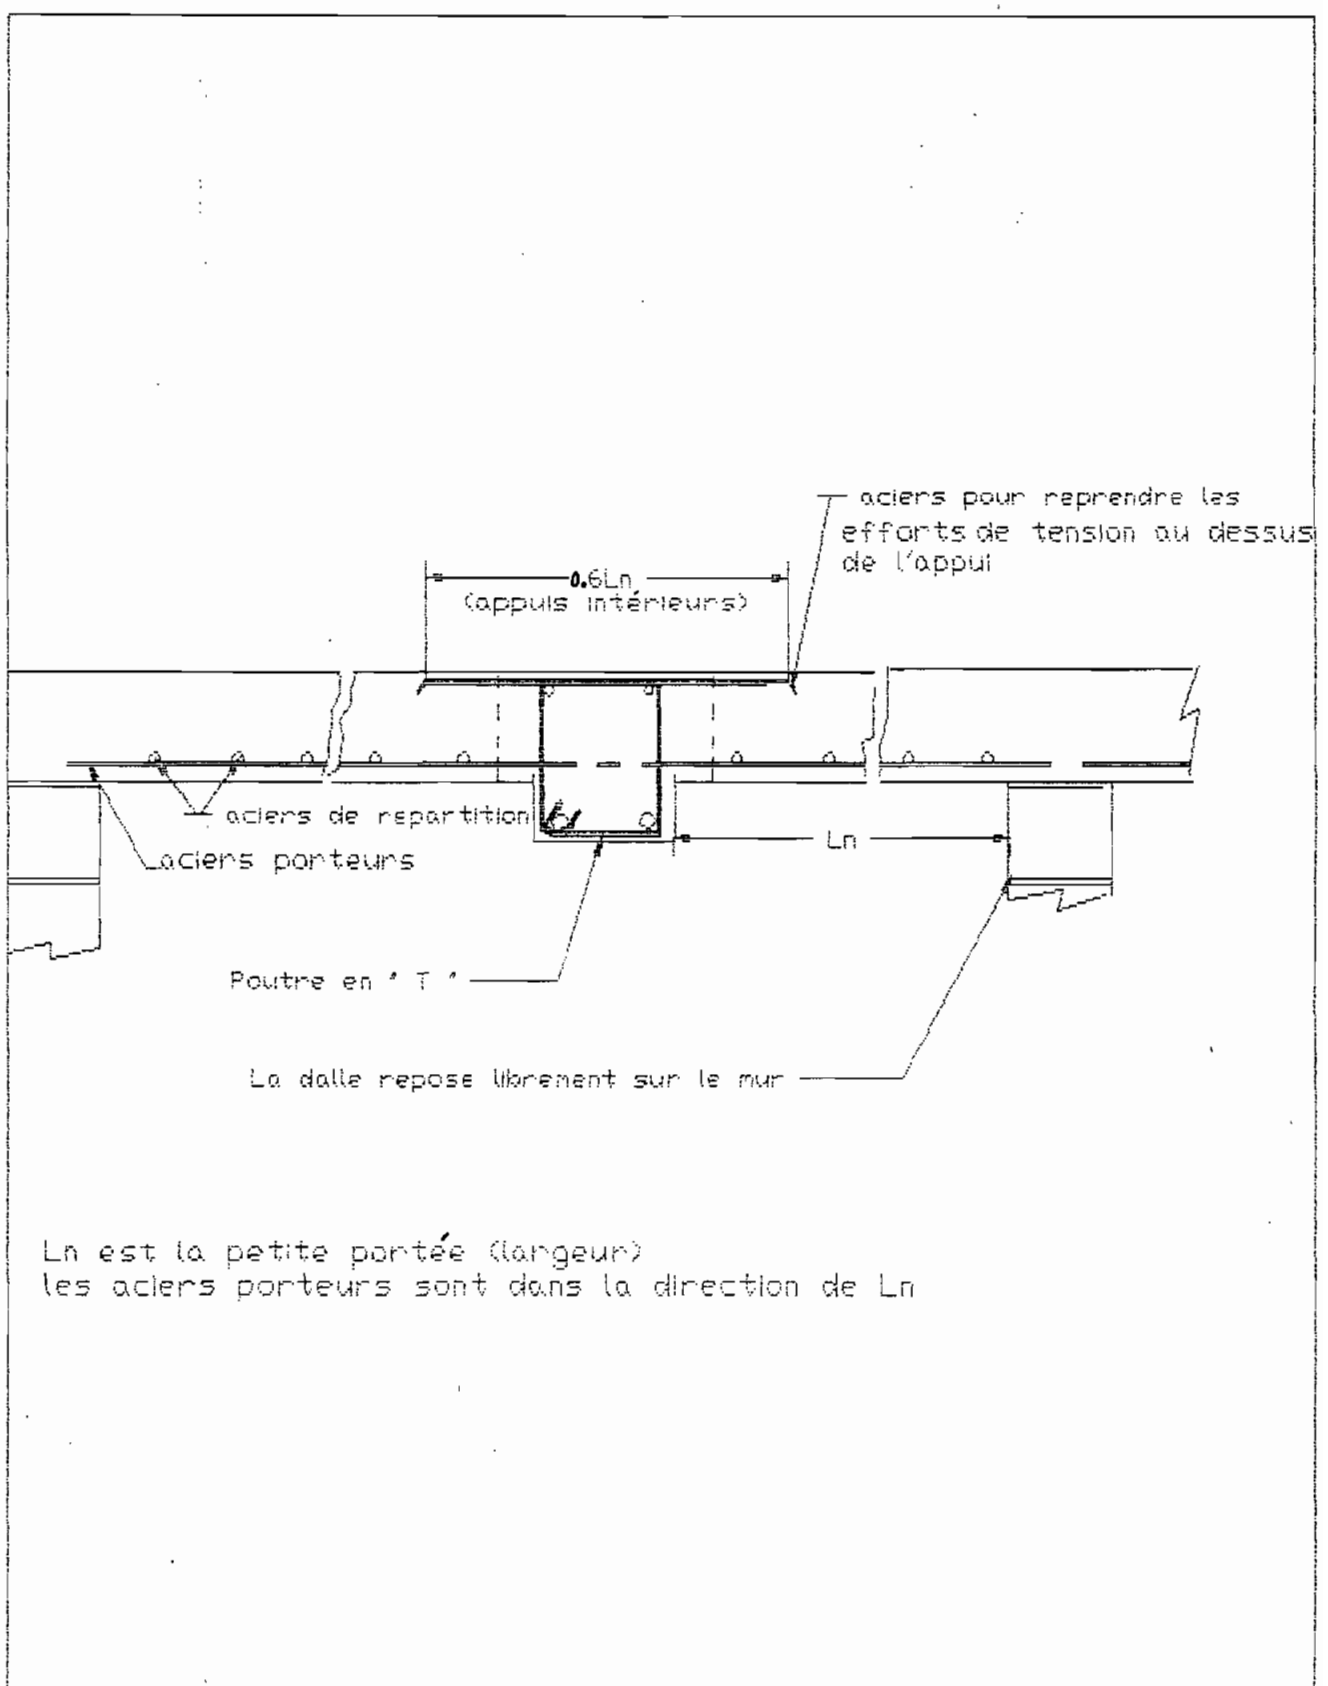 aciers pour reprendre les
efforts de tension au dessus
de l'appui
0.6Ln
(appuis intérieurs)
aciers de repartition
aciers porteurs
Ln
Poutre en " T "
La dalle repose librement sur le mur
Ln est la petite portée (largeur)
les aciers porteurs sont dans la direction de Ln